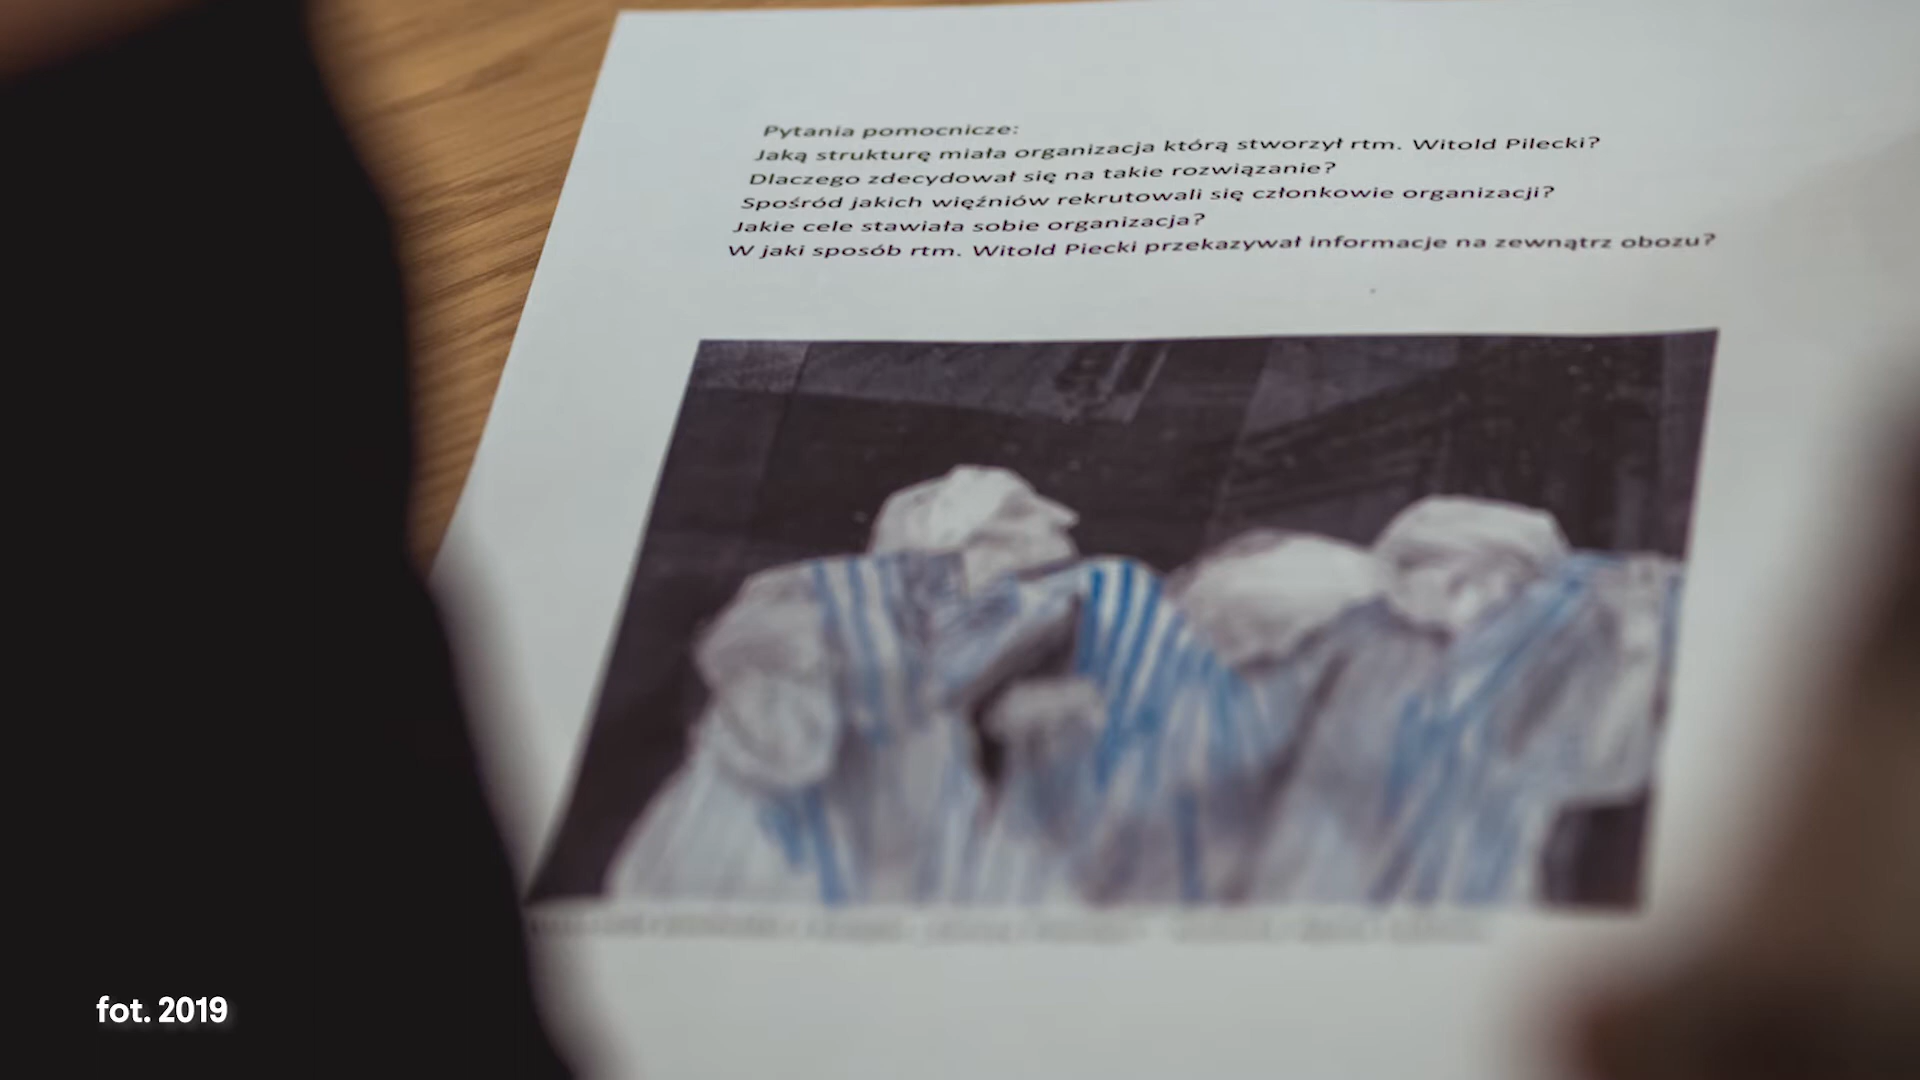 Pytania pomocnicze:
Jaką strukturę miała organizacja którą stworzył rtm. Witold Pilecki?
Dlaczego zdecydował się na takie rozwiązanie?
Spośród jakich więźniów rekrutowali się członkowie organizacji?
Jakie cele stawiała sobie organizacja?
W jaki sposób rtm. Witold Piecki przekazywał informacje na zewnątrz obozu?
fot. 2019